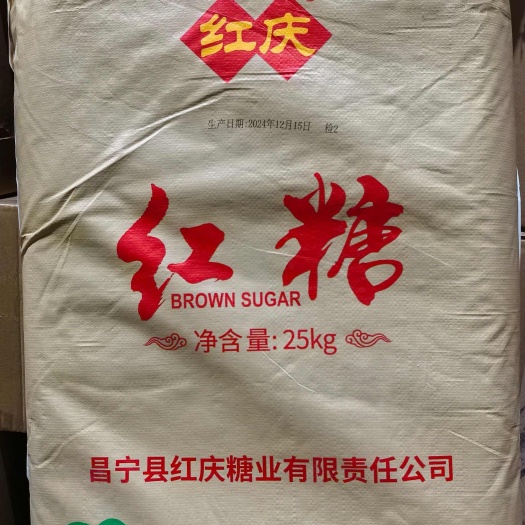 红庆
生产日期:2024年12月15日 检2
红糖
BROWN SUGAR
净含量:25kg
昌宁县红庆糖业有限责任公司